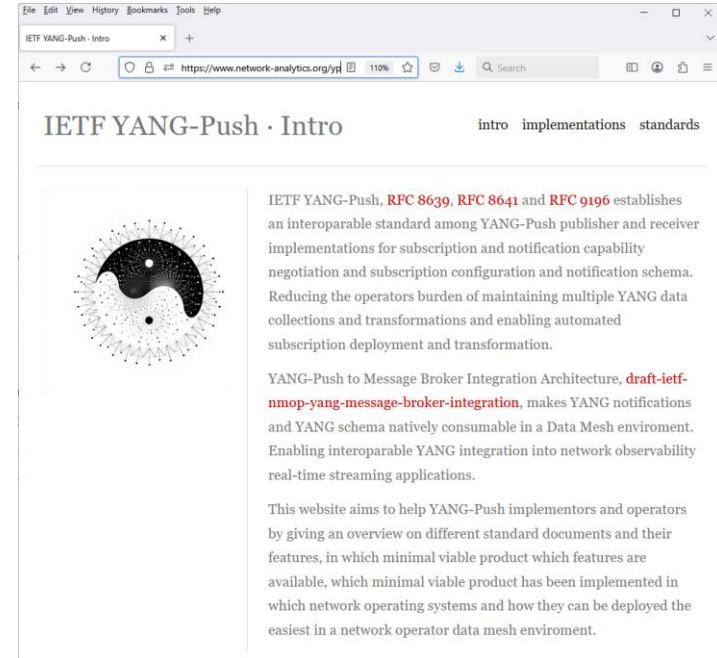 File Edit View History Bookmarks Tools Help
IETF YANG-Push · Intro
https://www.network-analytics.org/yp
110%
Search
IETF YANG-Push · Intro
intro implementations standards
IETF YANG-Push, RFC 8639, RFC 8641 and RFC 9196 establishes
an interoparable standard among YANG-Push publisher and receiver
implementations for subscription and notification capability
negotiation and subscription configuration and notification schema.
Reducing the operators burden of maintaining multiple YANG data
collections and transformations and enabling automated
subscription deployment and transformation.
YANG-Push to Message Broker Integration Architecture, draft-ietf-
nmop-yang-message-broker-integration, makes YANG notifications
and YANG schema natively consumable in a Data Mesh enviroment.
Enabling interoparable YANG integration into network observability
real-time streaming applications.
This website aims to help YANG-Push implementors and operators
by giving an overview on different standard documents and their
features, in which minimal viable product which features are
available, which minimal viable product has been implemented in
which network operating systems and how they can be deployed the
easiest in a network operator data mesh enviroment.